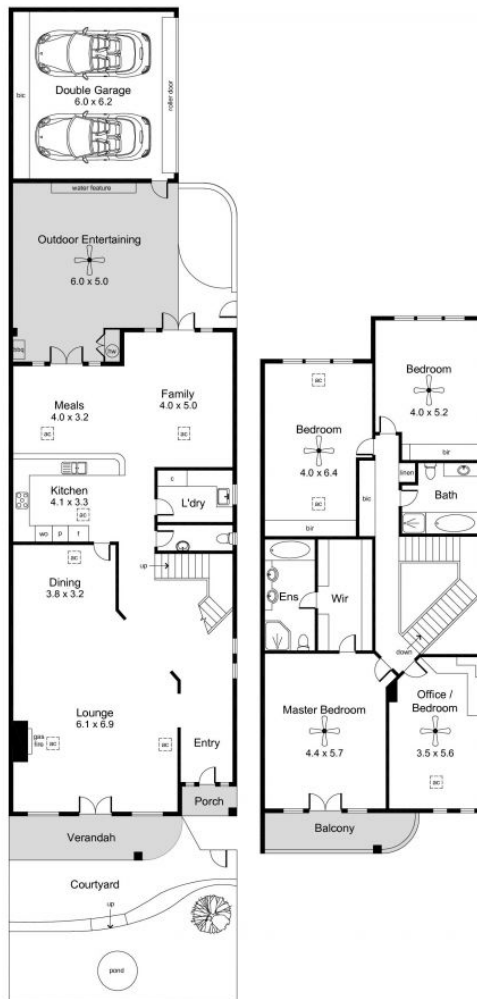 bic
Double Garage
6.0 x 6.2
roller door
water feature
Outdoor Entertaining
6.0 x 5.0
bbq
hw
Meals
4.0 x 3.2
ac
Family
4.0 x 5.0
ac
Kitchen
4.1 x 3.3
ac
wo p f
c
L'dry
ac
Dining
3.8 x 3.2
up
Lounge
6.1 x 6.9
gas
ac
ac
Entry
Porch
Verandah
Courtyard
up
pond
ac
Bedroom
4.0 x 6.4
ac
bir
bic
Bedroom
4.0 x 5.2
bir
linen
Bath
Ens
Wir
down
Master Bedroom
4.4 x 5.7
Office /
Bedroom
3.5 x 5.6
ac
Balcony